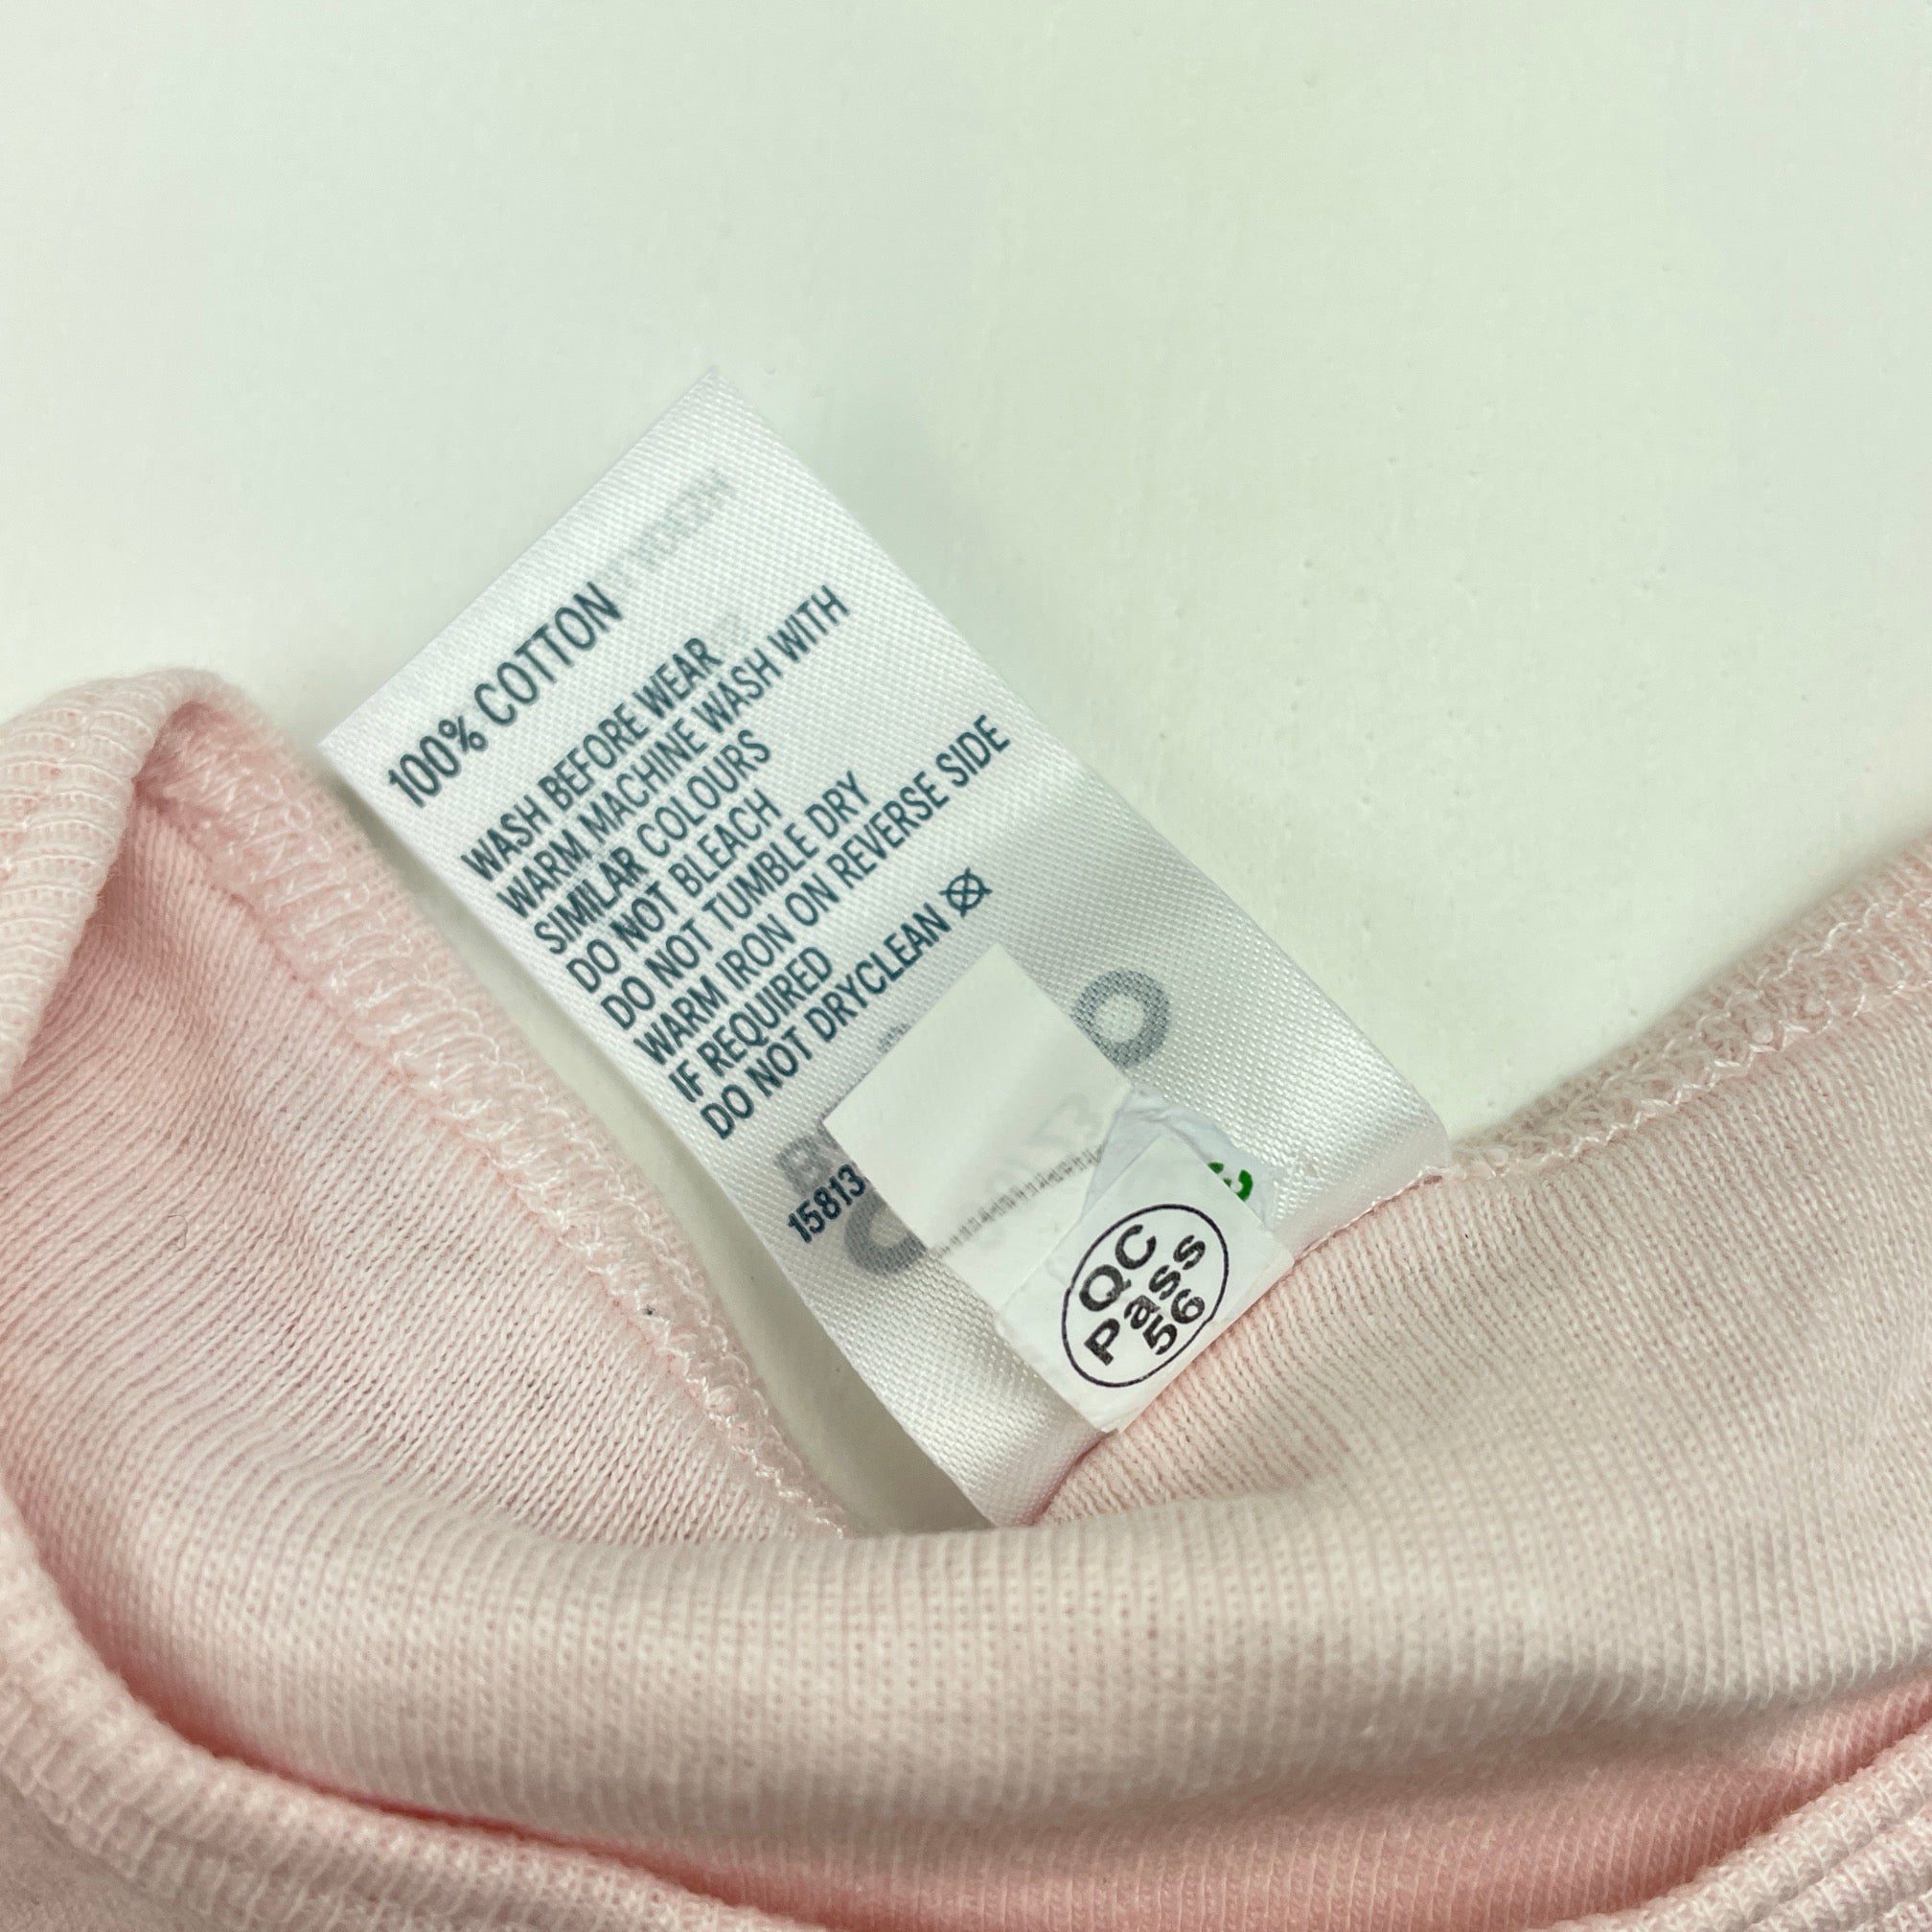 100% COTTON
WASH BEFORE WEAR
WARM MACHINE WASH WITH
SIMILAR COLOURS
DO NOT BLEACH
DO NOT TUMBLE DRY
WARM IRON ON REVERSE SIDE
IF REQUIRED
DO NOT DRYCLEAN
15813
QC
Pass
56